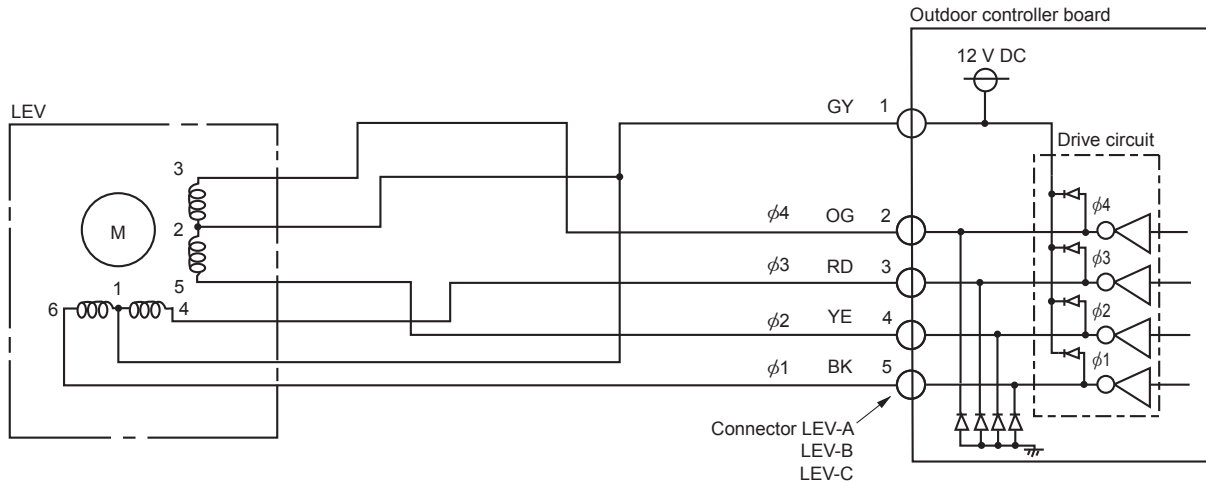 Outdoor controller board
12 V DC
LEV
GY 1
Drive circuit
3
ϕ4 OG 2
ϕ4
M
2
ϕ3 RD 3
ϕ3
5
1
6
4
ϕ2 YE 4
ϕ2
ϕ1 BK 5
ϕ1
Connector LEV-A
LEV-B
LEV-C